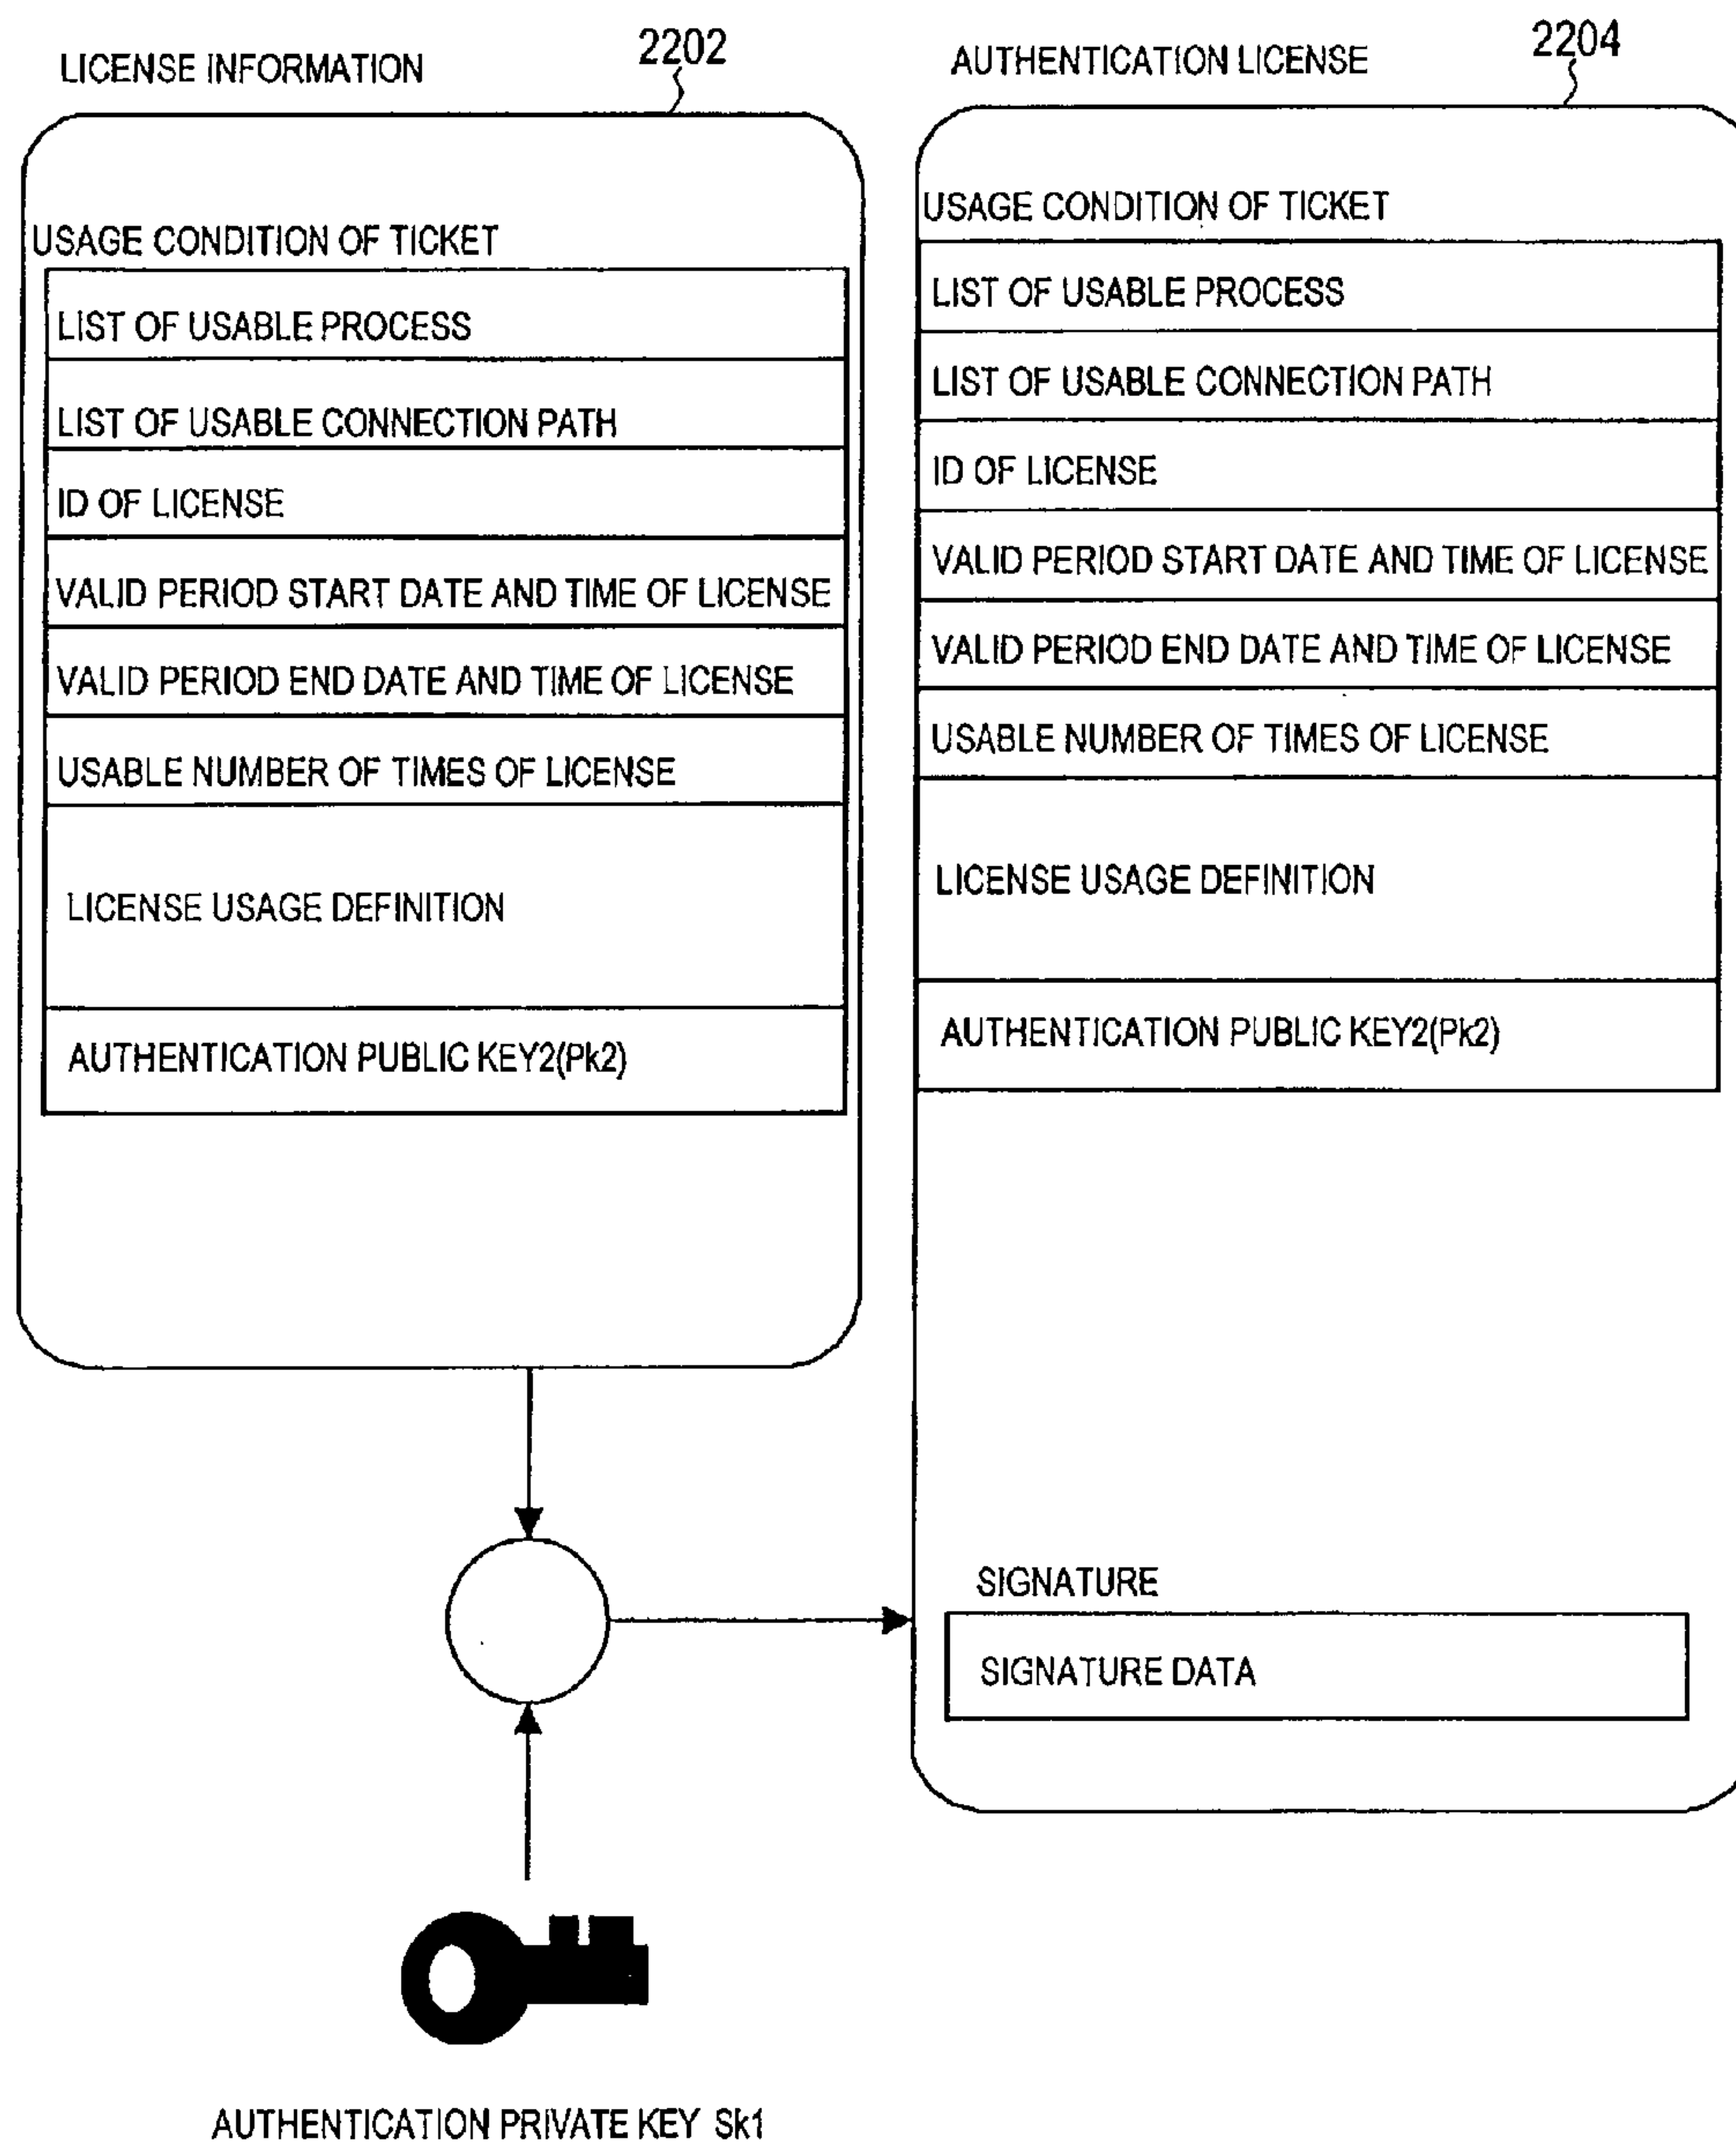 LICENSE INFORMATION
2202
USAGE CONDITION OF TICKET
LIST OF USABLE PROCESS
LIST OF USABLE CONNECTION PATH
ID OF LICENSE
VALID PERIOD START DATE AND TIME OF LICENSE
VALID PERIOD END DATE AND TIME OF LICENSE
USABLE NUMBER OF TIMES OF LICENSE
LICENSE USAGE DEFINITION
AUTHENTICATION PUBLIC KEY2(Pk2)
AUTHENTICATION LICENSE
2204
USAGE CONDITION OF TICKET
LIST OF USABLE PROCESS
LIST OF USABLE CONNECTION PATH
ID OF LICENSE
VALID PERIOD START DATE AND TIME OF LICENSE
VALID PERIOD END DATE AND TIME OF LICENSE
USABLE NUMBER OF TIMES OF LICENSE
LICENSE USAGE DEFINITION
AUTHENTICATION PUBLIC KEY2(Pk2)
SIGNATURE
SIGNATURE DATA
AUTHENTICATION PRIVATE KEY Sk1